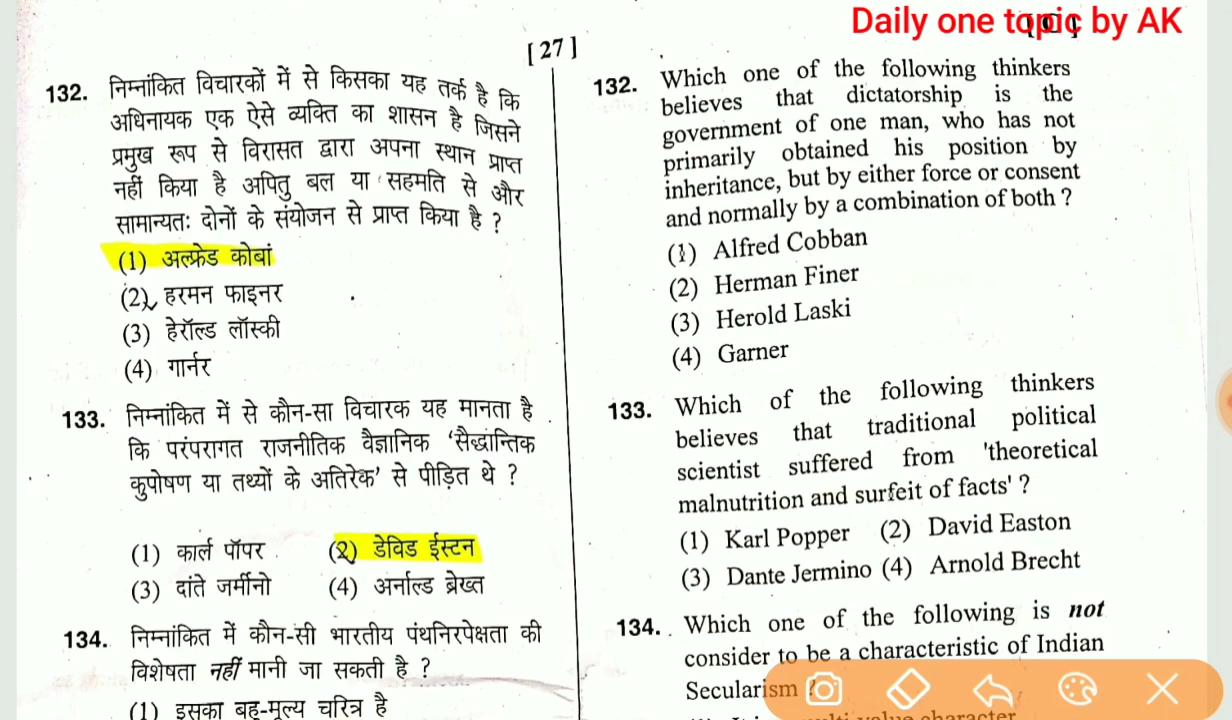 Daily one topic by AK
[ 27 ]
132. निम्नांकित विचारकों में से किसका यह तर्क है कि
अधिनायक एक ऐसे व्यक्ति का शासन है जिसने
प्रमुख रूप से विरासत द्वारा अपना स्थान प्राप्त
नहीं किया है अपितु बल या सहमति से और
सामान्यतः दोनों के संयोजन से प्राप्त किया है ?
(1) अल्फ्रेड कोबां
(2) हरमन फाइनर
(3) हेरॉल्ड लॉस्की
(4) गार्नर
133. निम्नांकित में से कौन-सा विचारक यह मानता है
कि परंपरागत राजनीतिक वैज्ञानिक ‘सैद्धान्तिक
कुपोषण या तथ्यों के अतिरेक’ से पीड़ित थे ?
(1) कार्ल पॉपर (2) डेविड ईस्टन
(3) दांते जर्मीनो (4) अर्नाल्ड ब्रेख्त
134. निम्नांकित में कौन-सी भारतीय पंथनिरपेक्षता की
विशेषता नहीं मानी जा सकती है ?
(1) इसका बहु-मूल्य चरित्र है
132. Which one of the following thinkers
believes that dictatorship is the
government of one man, who has not
primarily obtained his position by
inheritance, but by either force or consent
and normally by a combination of both ?
(1) Alfred Cobban
(2) Herman Finer
(3) Herold Laski
(4) Garner
133. Which of the following thinkers
believes that traditional political
scientist suffered from 'theoretical
malnutrition and surfeit of facts' ?
(1) Karl Popper (2) David Easton
(3) Dante Jermino (4) Arnold Brecht
134. Which one of the following is not
consider to be a characteristic of Indian
Secularism ?
character